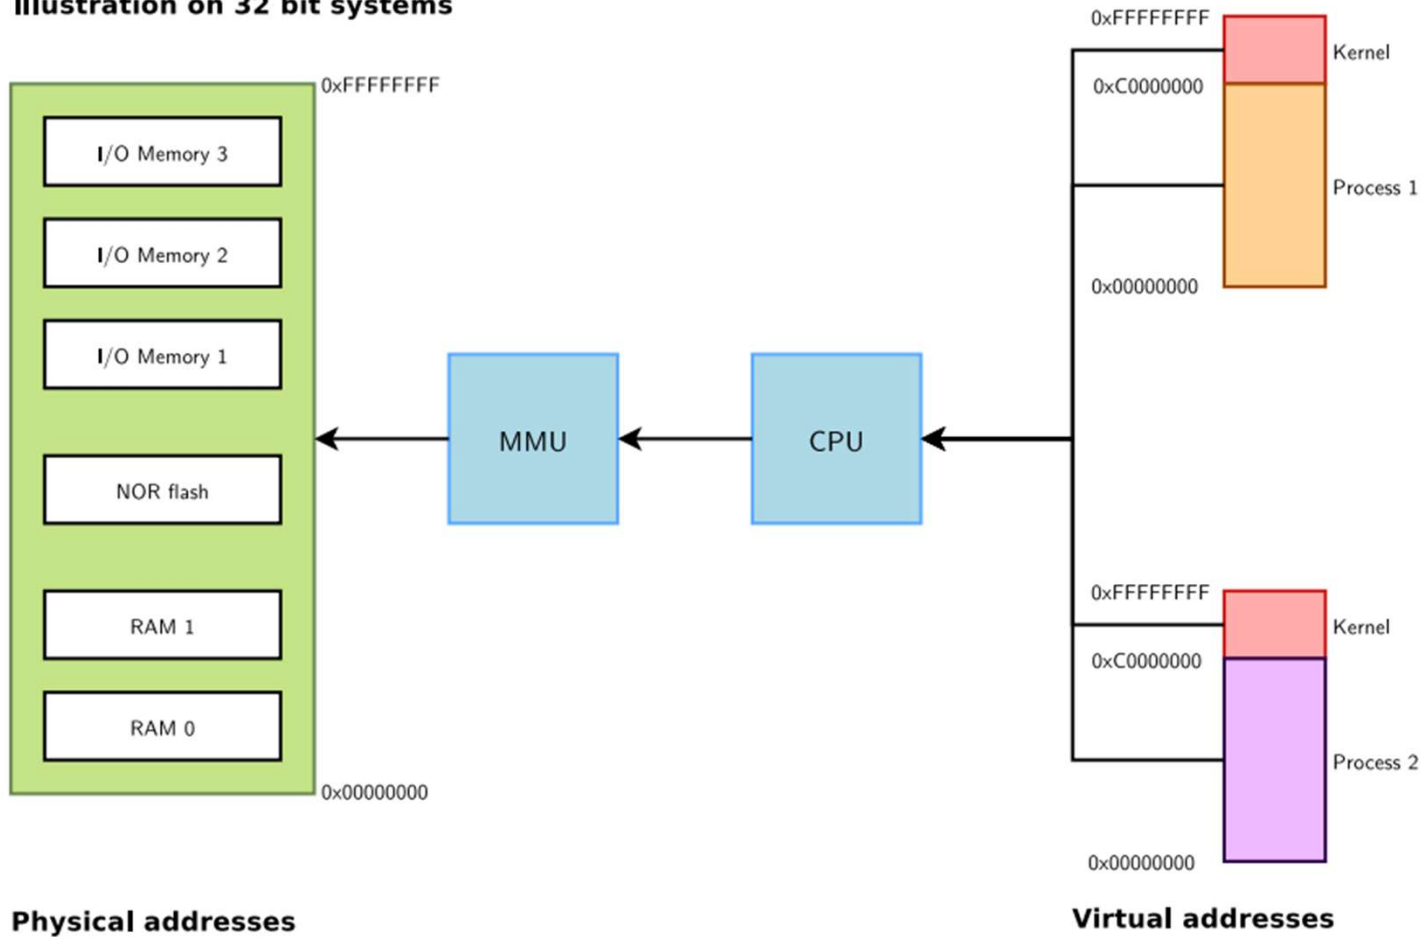 Illustration on 32 bit systems
0xFFFFFFFF
I/O Memory 3
I/O Memory 2
I/O Memory 1
NOR flash
RAM 1
RAM 0
0x00000000
Physical addresses
MMU
CPU
0xFFFFFFFF
Kernel
0xC0000000
Process 1
0x00000000
0xFFFFFFFF
Kernel
0xC0000000
Process 2
0x00000000
Virtual addresses